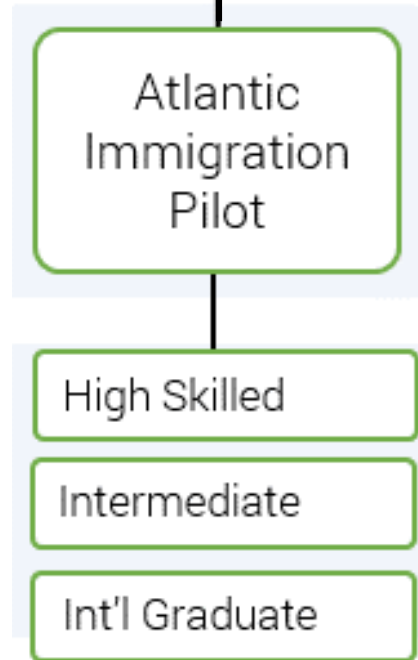 Atlantic
Immigration
Pilot
High Skilled
Intermediate
Int'l Graduate